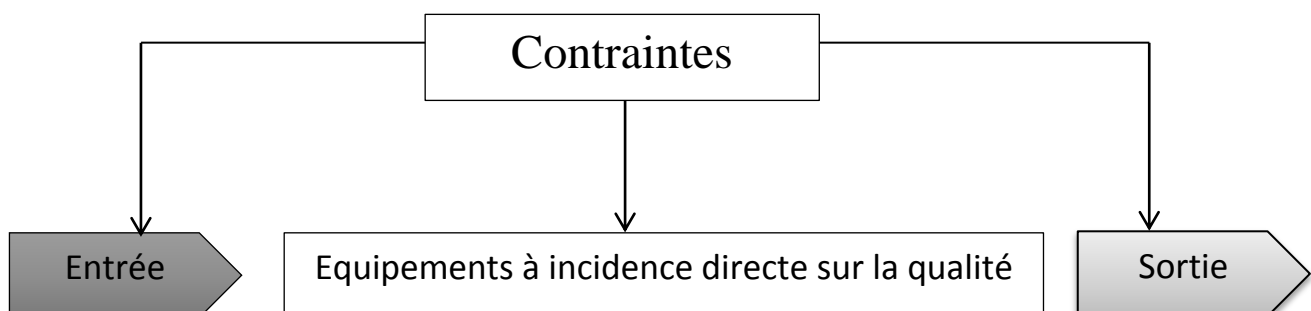 Contraintes
Entrée
Equipements à incidence directe sur la qualité
Sortie